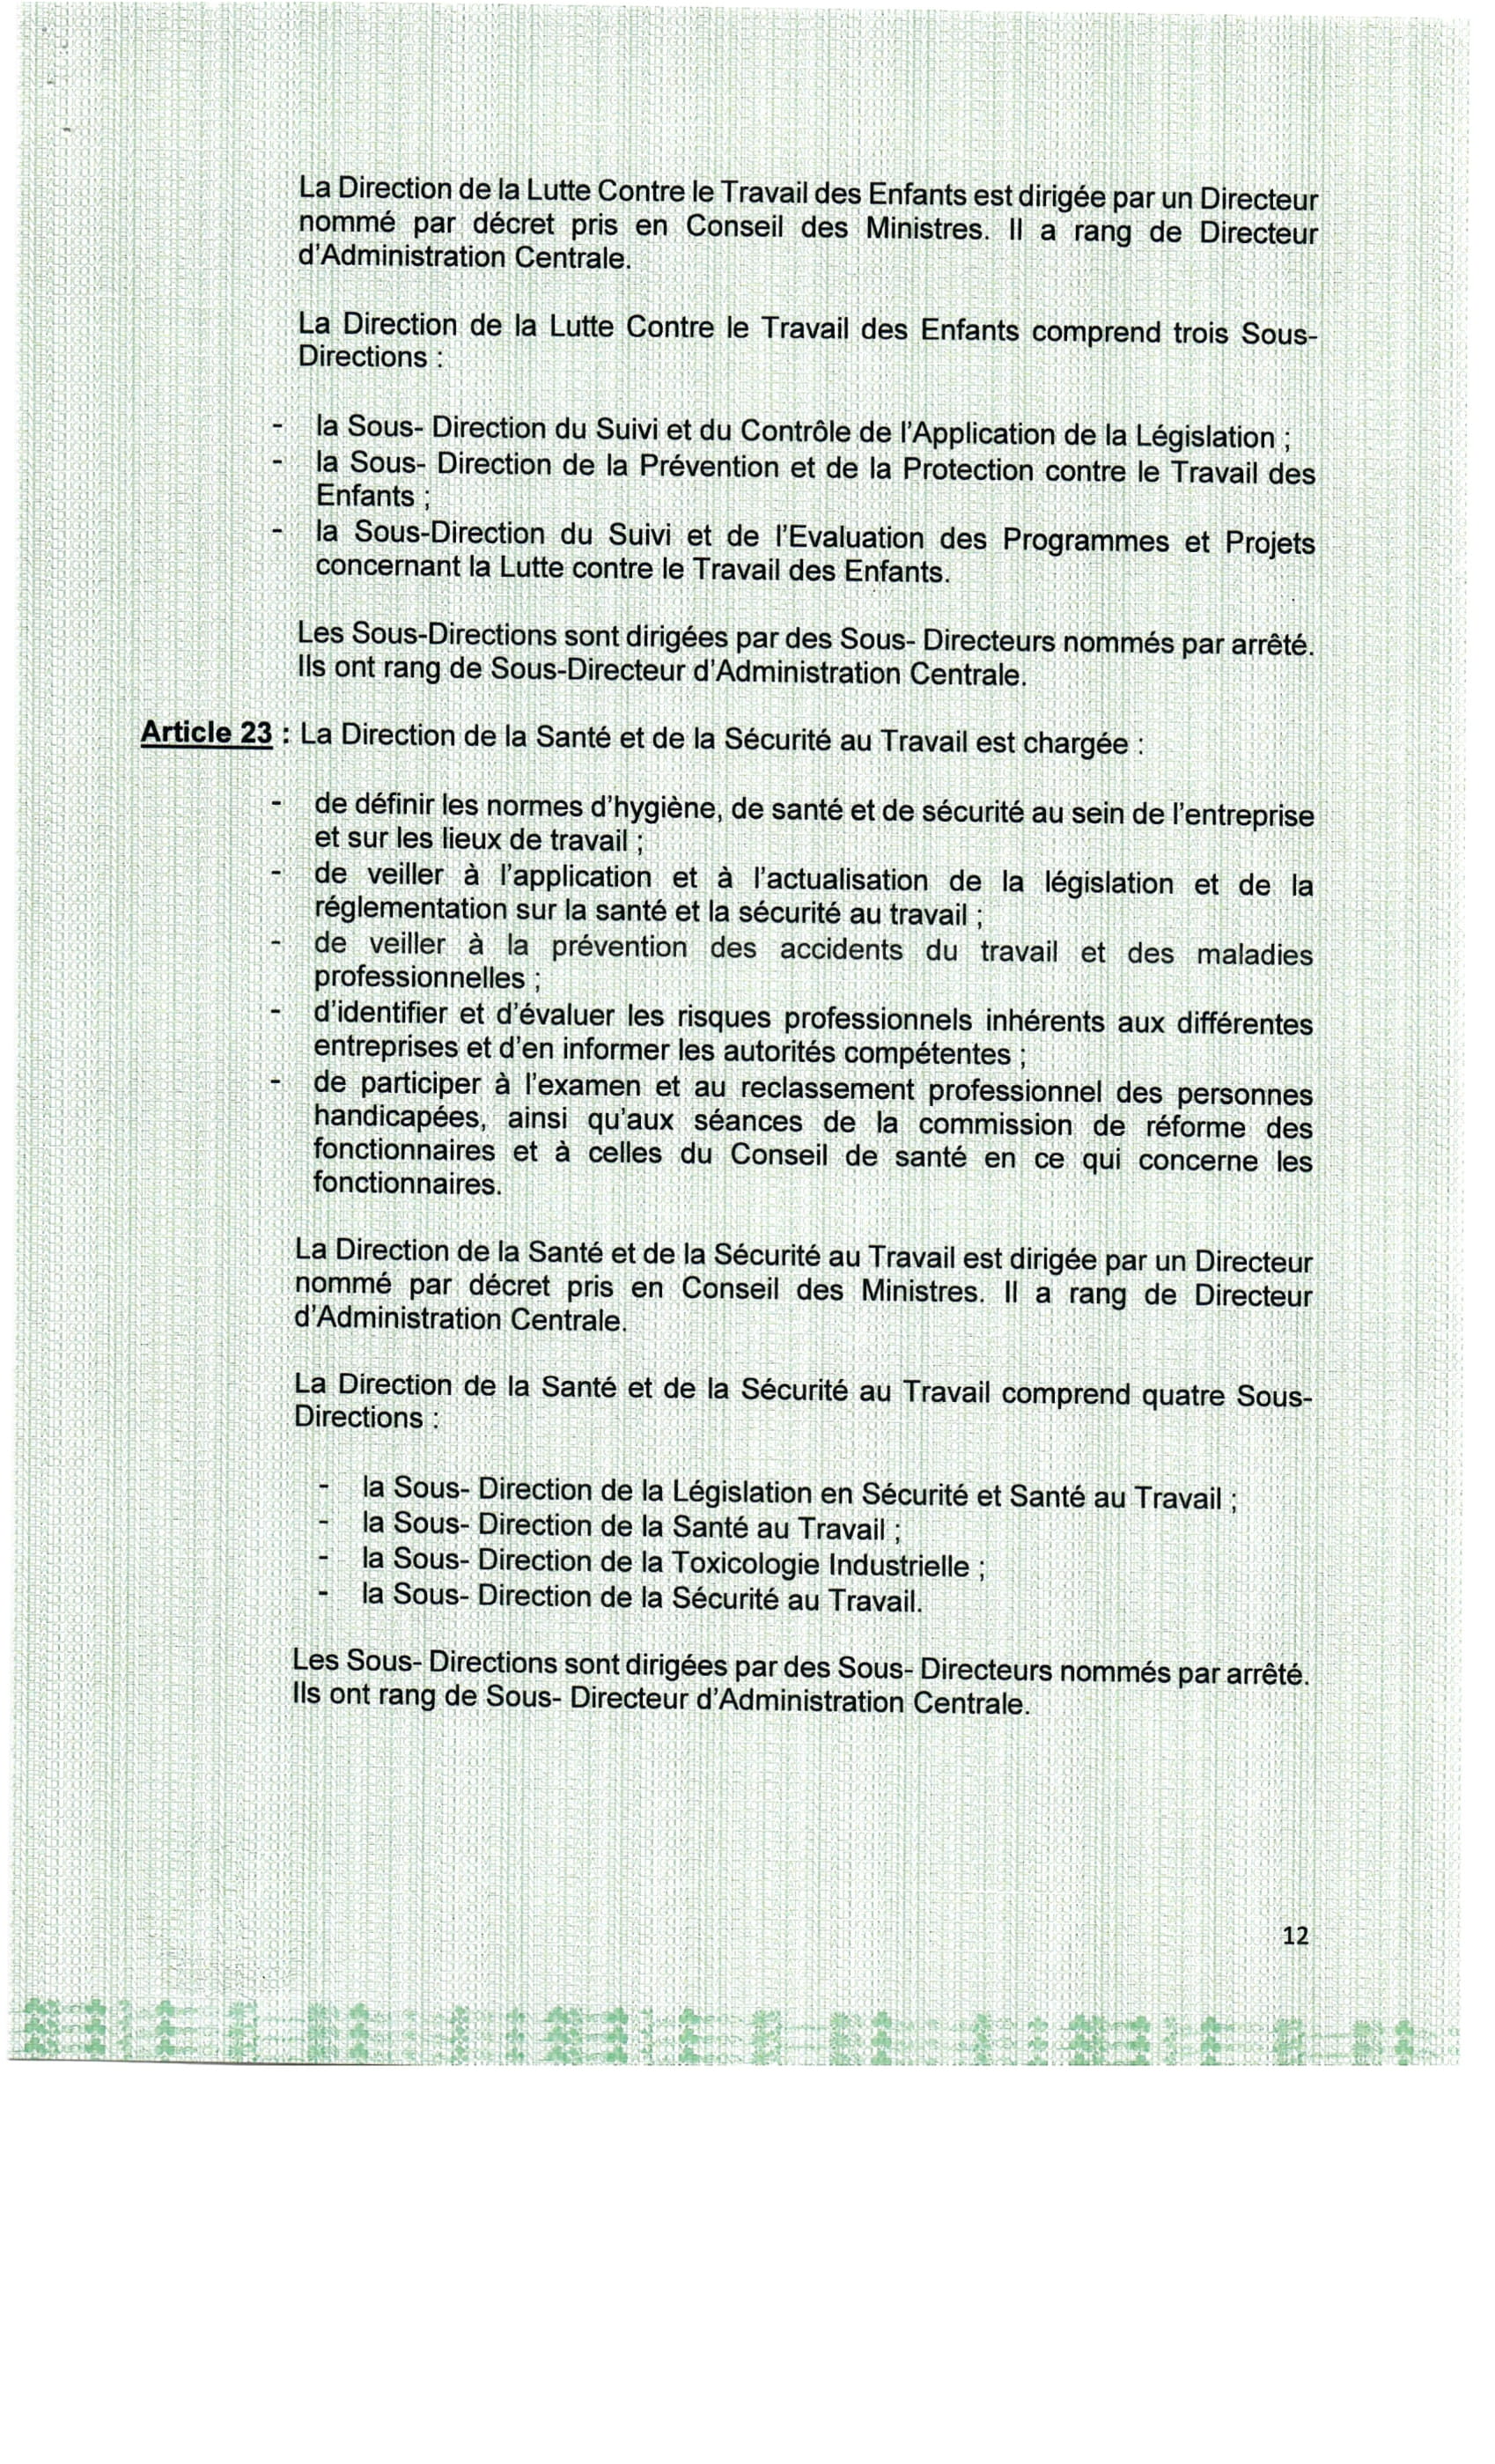 La Direction de la Lutte Contre le Travail des Enfants est dirigée par un Directeur
nommé par décret pris en Conseil des Ministres. Il a rang de Directeur
d'Administration Centrale.
La Direction de la Lutte Contre le Travail des Enfants comprend trois Sous-
Directions :
- la Sous- Direction du Suivi et du Contrôle de l'Application de la Législation ;
- la Sous- Direction de la Prévention et de la Protection contre le Travail des
Enfants ;
- la Sous-Direction du Suivi et de l'Evaluation des Programmes et Projets
concernant la Lutte contre le Travail des Enfants.
Les Sous-Directions sont dirigées par des Sous- Directeurs nommés par arrêté.
Ils ont rang de Sous-Directeur d'Administration Centrale.
Article 23 : La Direction de la Santé et de la Sécurité au Travail est chargée :
- de définir les normes d'hygiène, de santé et de sécurité au sein de l'entreprise
et sur les lieux de travail ;
- de veiller à l'application et à l'actualisation de la législation et de la
réglementation sur la santé et la sécurité au travail ;
- de veiller à la prévention des accidents du travail et des maladies
professionnelles ;
- d'identifier et d'évaluer les risques professionnels inhérents aux différentes
entreprises et d'en informer les autorités compétentes ;
- de participer à l'examen et au reclassement professionnel des personnes
handicapées, ainsi qu'aux séances de la commission de réforme des
fonctionnaires et à celles du Conseil de santé en ce qui concerne les
fonctionnaires.
La Direction de la Santé et de la Sécurité au Travail est dirigée par un Directeur
nommé par décret pris en Conseil des Ministres. Il a rang de Directeur
d'Administration Centrale.
La Direction de la Santé et de la Sécurité au Travail comprend quatre Sous-
Directions :
- la Sous- Direction de la Législation en Sécurité et Santé au Travail ;
- la Sous- Direction de la Santé au Travail ;
- la Sous- Direction de la Toxicologie Industrielle ;
- la Sous- Direction de la Sécurité au Travail.
Les Sous- Directions sont dirigées par des Sous- Directeurs nommés par arrêté.
Ils ont rang de Sous- Directeur d'Administration Centrale.
12